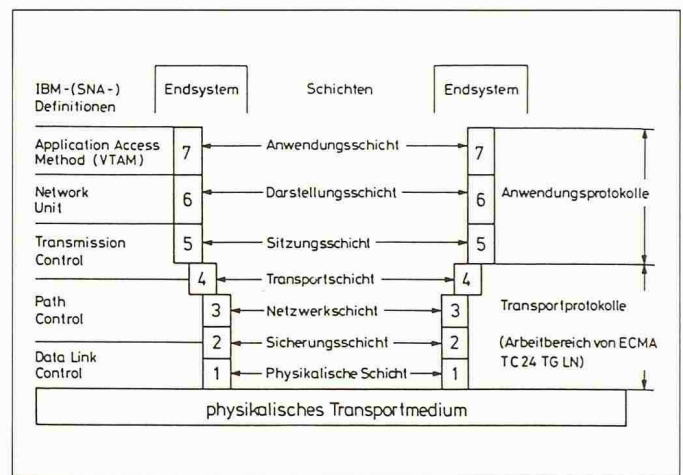 IBM-(SNA-) Definitionen
Endsystem
Schichten
Endsystem
Application Access
Method (VTAM)
7
Anwendungsschicht
7
Network
Unit
6
Darstellungsschicht
6
Anwendungsprotokolle
Transmission
Control
5
Sitzungsschicht
5
4
Transportschicht
4
Path
Control
3
Netzwerkschicht
3
Transportprotokolle
2
Sicherungsschicht
2
(Arbeitbereich von ECMA
TC24 TG LN)
Data Link
Control
1
Physikalische Schicht
1
physikalisches Transportmedium